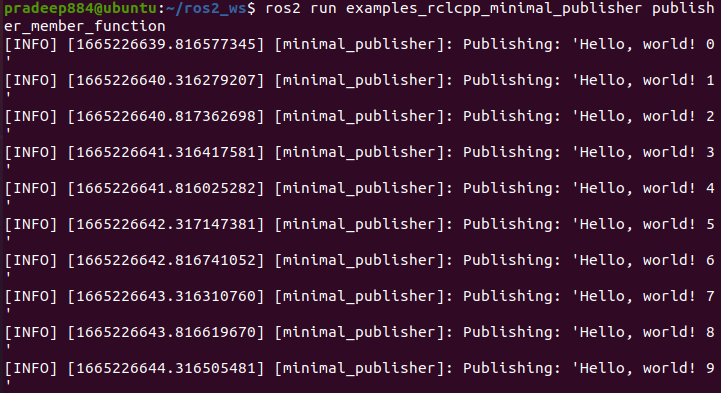 pradeep884@ubuntu:~/ros2_ws$ ros2 run examples_rclcpp_minimal_publisher publish
er_member_function
[INFO] [1665226639.816577345] [minimal_publisher]: Publishing: 'Hello, world! 0
'
[INFO] [1665226640.316279207] [minimal_publisher]: Publishing: 'Hello, world! 1
'
[INFO] [1665226640.817362698] [minimal_publisher]: Publishing: 'Hello, world! 2
'
[INFO] [1665226641.316417581] [minimal_publisher]: Publishing: 'Hello, world! 3
'
[INFO] [1665226641.816025282] [minimal_publisher]: Publishing: 'Hello, world! 4
'
[INFO] [1665226642.317147381] [minimal_publisher]: Publishing: 'Hello, world! 5
'
[INFO] [1665226642.816741052] [minimal_publisher]: Publishing: 'Hello, world! 6
'
[INFO] [1665226643.316310760] [minimal_publisher]: Publishing: 'Hello, world! 7
'
[INFO] [1665226643.816619670] [minimal_publisher]: Publishing: 'Hello, world! 8
'
[INFO] [1665226644.316505481] [minimal_publisher]: Publishing: 'Hello, world! 9
'